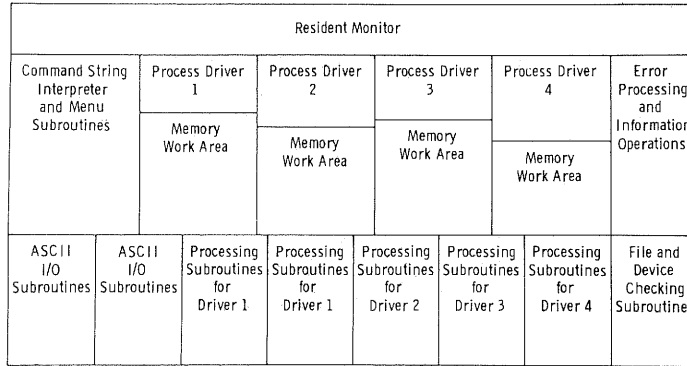 Resident Monitor
Command String
Interpreter
and Menu
Subroutines
Process Driver
1
Memory
Work Area
Process Driver
2
Memory
Work Area
Process Driver
3
Memory
Work Area
Process Driver
4
Memory
Work Area
Error
Processing
and
Information
Operations
ASCII
I/O
Subroutines
ASCII
I/O
Subroutines
Processing
Subroutines
for
Driver 1
Processing
Subroutines
for
Driver 1
Processing
Subroutines
for
Driver 2
Processing
Subroutines
for
Driver 3
Processing
Subroutines
for
Driver 4
File and
Device
Checking
Subroutine